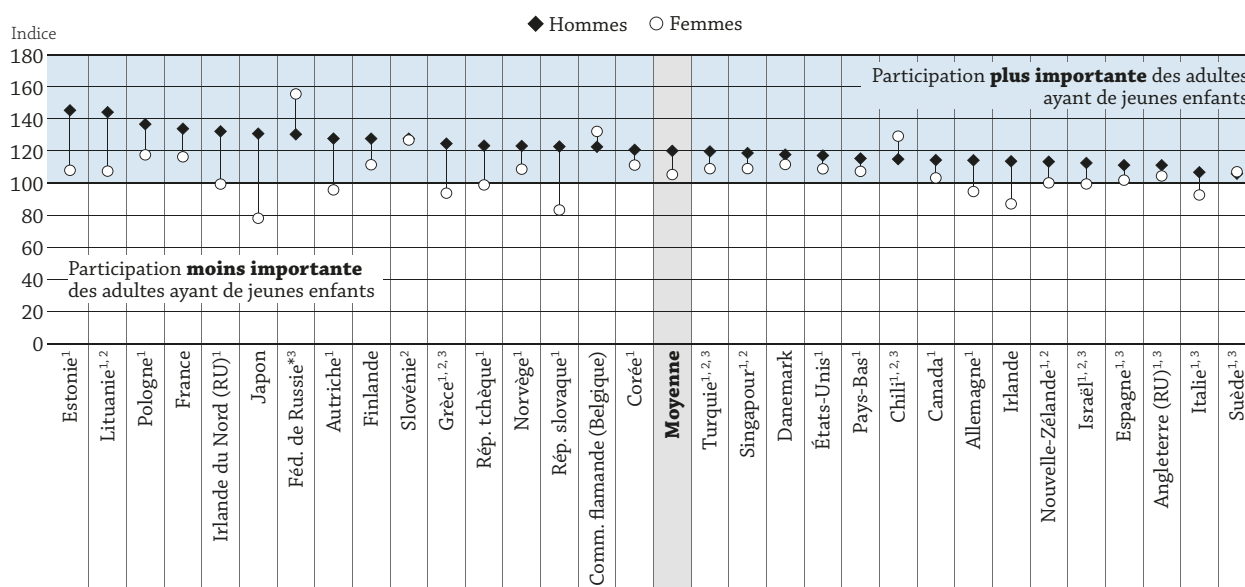 Hommes Femmes
Indice
180
160
140
120
100
80
60
40
20
0
Participation plus importante des adultes
ayant de jeunes enfants
Participation moins importante
des adultes ayant de jeunes enfants
Estonie¹
Lituanie¹, ²
Pologne¹
France
Irlande du Nord (RU)¹
Japon
Féd. de Russie*³
Autriche¹
Finlande
Slovénie²
Grèce¹, ², ³
Rép. tchèque¹
Norvège¹
Rép. slovaque¹
Comm. flamande (Belgique)
Corée¹
Moyenne
Turquie¹, ², ³
Singapour¹, ²
Danemark
États-Unis¹
Pays-Bas¹
Chili¹, ², ³
Canada¹
Allemagne¹
Irlande
Nouvelle-Zélande¹, ²
Israël¹, ², ³
Espagne¹, ³
Angleterre (RU)¹, ³
Italie¹, ³
Suède¹, ³